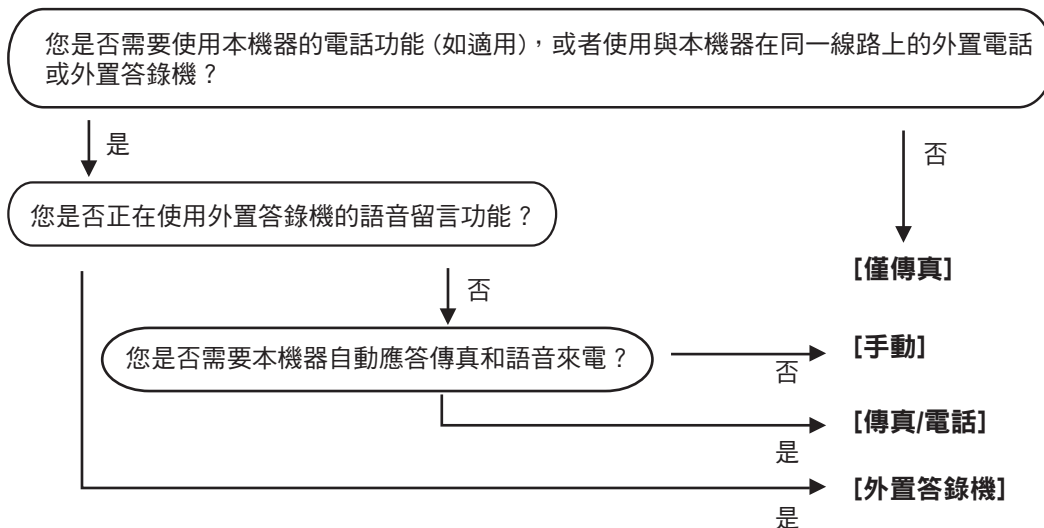 您是否需要使用本機器的電話功能 (如適用)，或者使用與本機器在同一線路上的外置電話
或外置答錄機？
是
否
您是否正在使用外置答錄機的語音留言功能？
[僅傳真]
否
您是否需要本機器自動應答傳真和語音來電？
否
[手動]
是
[傳真/電話]
是
[外置答錄機]